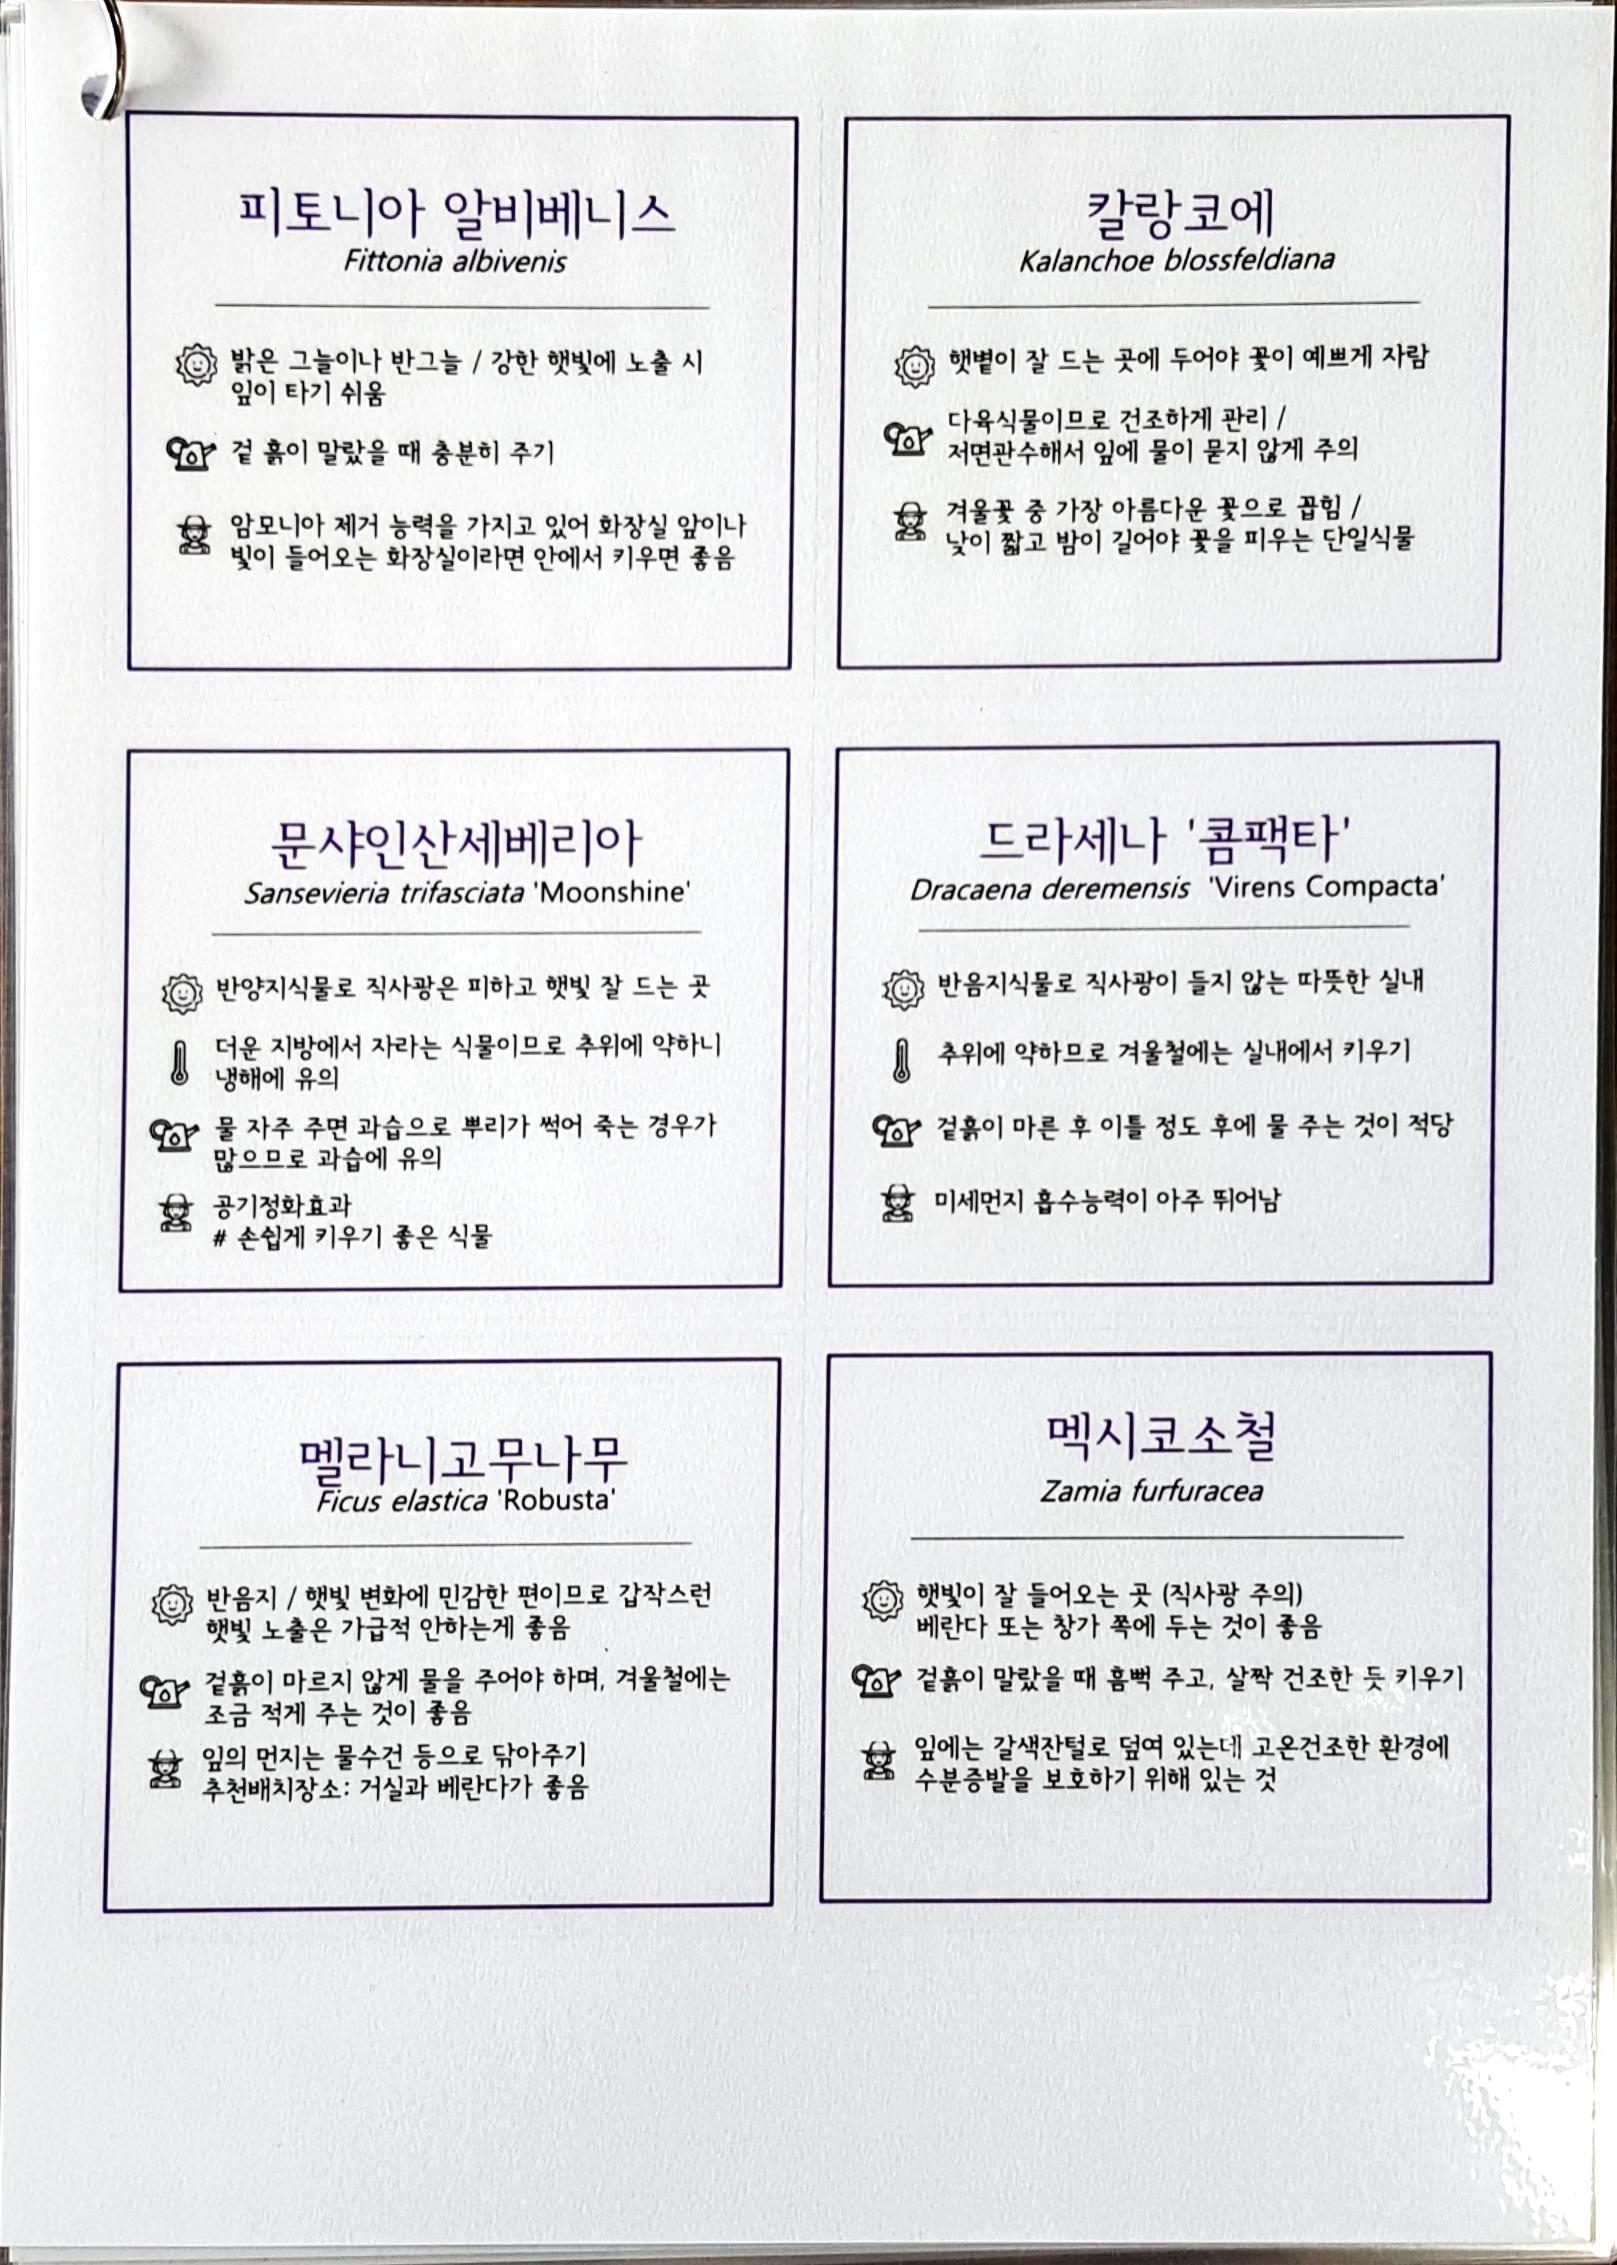 피토니아 알비베니스
Fittonia albivenis
밝은 그늘이나 반그늘 / 강한 햇빛에 노출 시
잎이 타기 쉬움
겉 흙이 말랐을 때 충분히 주기
암모니아 제거 능력을 가지고 있어 화장실 앞이나
빛이 들어오는 화장실이라면 안에서 키우면 좋음
칼랑코에
Kalanchoe blossfeldiana
햇볕이 잘 드는 곳에 두어야 꽃이 예쁘게 자람
다육식물이므로 건조하게 관리 /
저면관수해서 잎에 물이 묻지 않게 주의
겨울꽃 중 가장 아름다운 꽃으로 꼽힘 /
낮이 짧고 밤이 길어야 꽃을 피우는 단일식물
문샤인산세베리아
Sansevieria trifasciata 'Moonshine'
반양지식물로 직사광은 피하고 햇빛 잘 드는 곳
더운 지방에서 자라는 식물이므로 추위에 약하니
냉해에 유의
물 자주 주면 과습으로 뿌리가 썩어 죽는 경우가
많으므로 과습에 유의
공기정화효과
# 손쉽게 키우기 좋은 식물
드라세나 '콤팩타'
Dracaena deremensis 'Virens Compacta'
반음지식물로 직사광이 들지 않는 따뜻한 실내
추위에 약하므로 겨울철에는 실내에서 키우기
겉흙이 마른 후 이틀 정도 후에 물 주는 것이 적당
미세먼지 흡수능력이 아주 뛰어남
멜라니고무나무
Ficus elastica 'Robusta'
반음지 / 햇빛 변화에 민감한 편이므로 갑작스런
햇빛 노출은 가급적 안하는게 좋음
겉흙이 마르지 않게 물을 주어야 하며, 겨울철에는
조금 적게 주는 것이 좋음
잎의 먼지는 물수건 등으로 닦아주기
추천배치장소: 거실과 베란다가 좋음
멕시코소철
Zamia furfuracea
햇빛이 잘 들어오는 곳 (직사광 주의)
베란다 또는 창가 쪽에 두는 것이 좋음
겉흙이 말랐을 때 흠뻑 주고, 살짝 건조한 듯 키우기
잎에는 갈색잔털로 덮여 있는데 고온건조한 환경에
수분증발을 보호하기 위해 있는 것